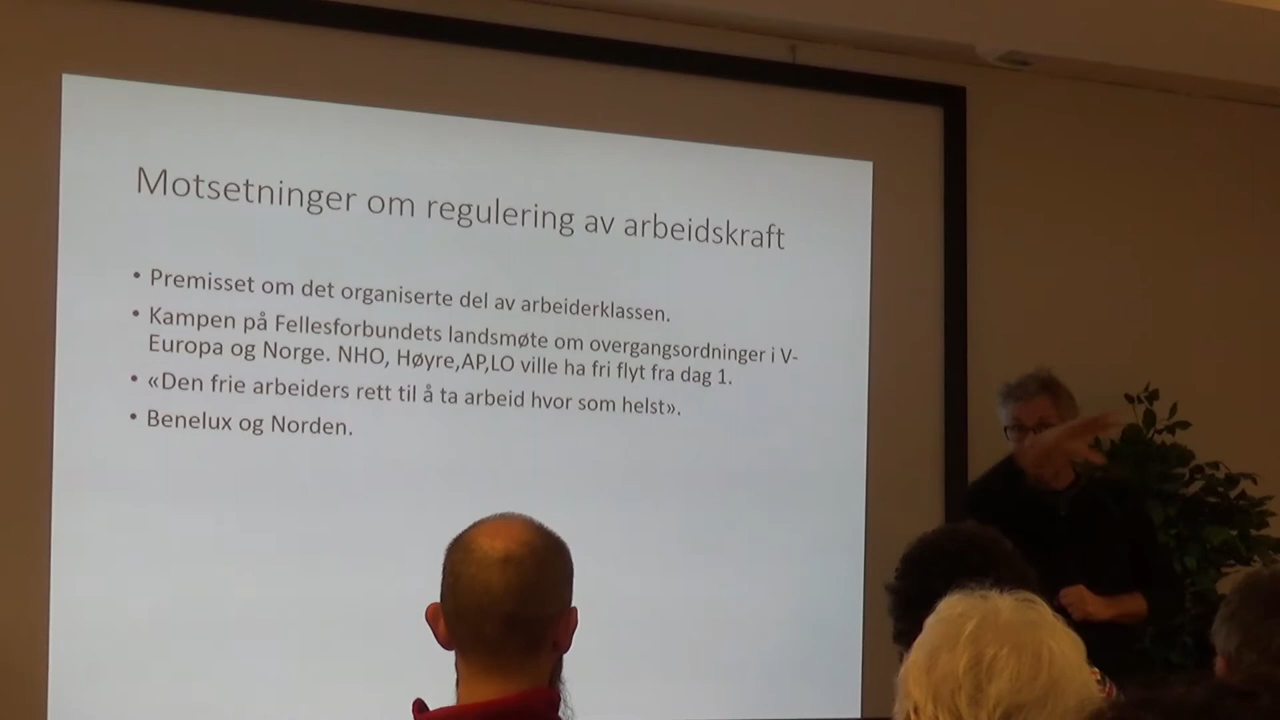 Motsetninger om regulering av arbeidskraft
• Premisset om det organiserte del av arbeiderklassen.
• Kampen på Fellesforbundets landsmøte om overgangsordninger i V-
Europa og Norge. NHO, Høyre,AP,LO ville ha fri flyt fra dag 1.
• «Den frie arbeiders rett til å ta arbeid hvor som helst».
• Benelux og Norden.